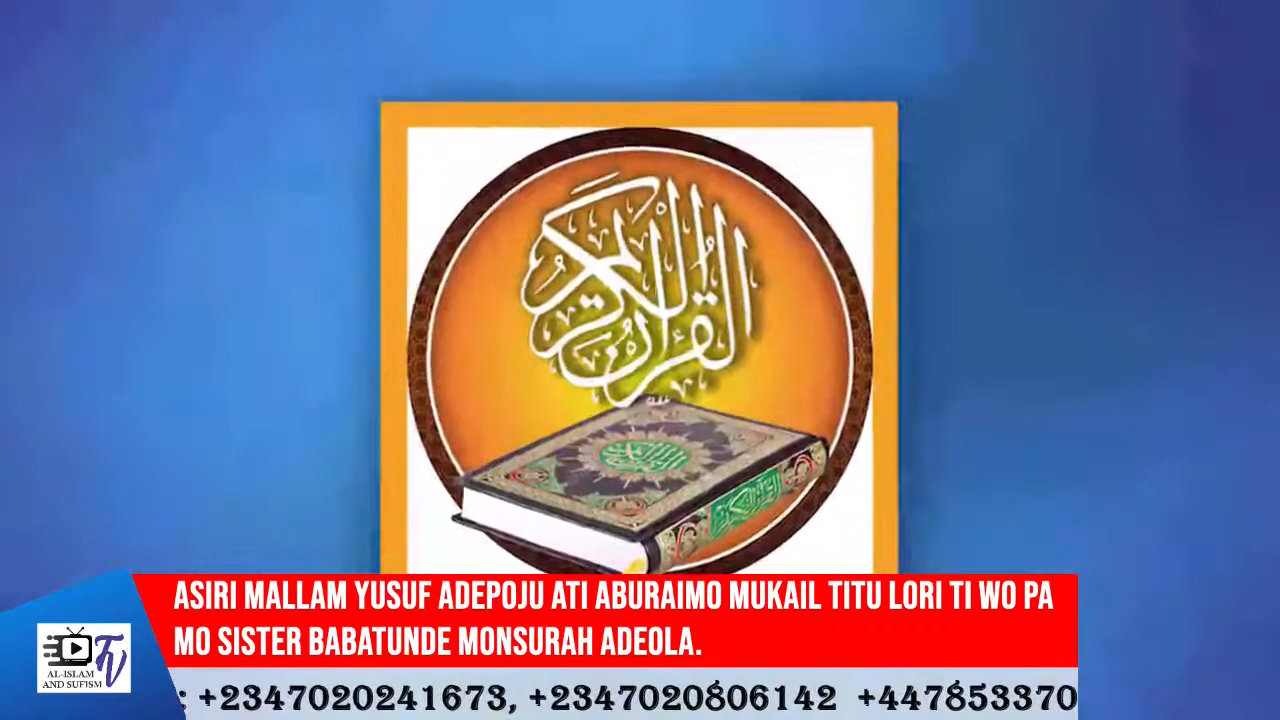 القرآن الكريم
ASIRI MALLAM YUSUF ADEPOJU ATI ABURAIMO MUKAIL TITU LORI TI WO PA
MO SISTER BABATUNDE MONSURAH ADEOLA.
TV
AL-ISLAM
AND SUFISM
: +2347020241673, +2347020806142 +447853370